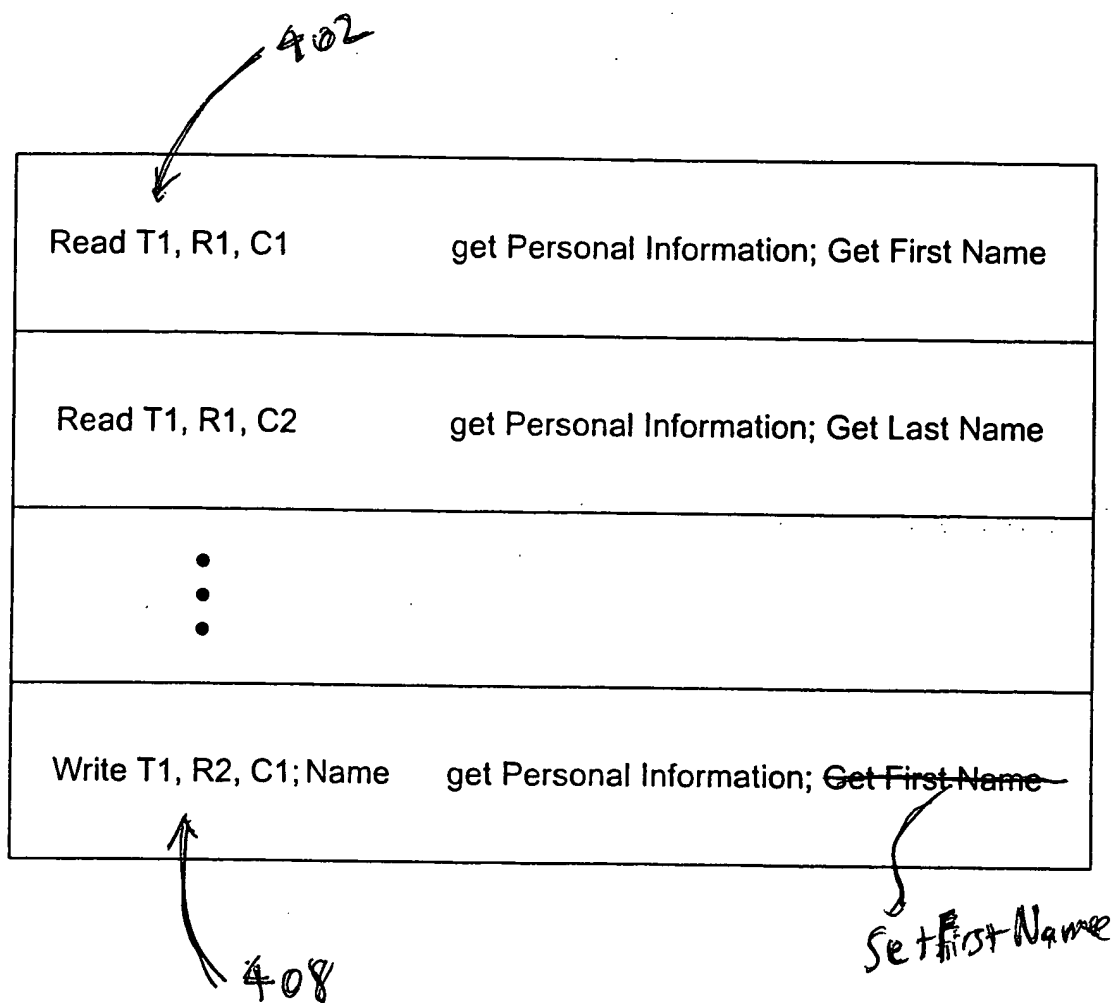 402
Read T1, R1, C1 get Personal Information; Get First Name
Read T1, R1, C2 get Personal Information; Get Last Name
Write T1, R2, C1; Name get Personal Information; Get First Name
Set First Name
408